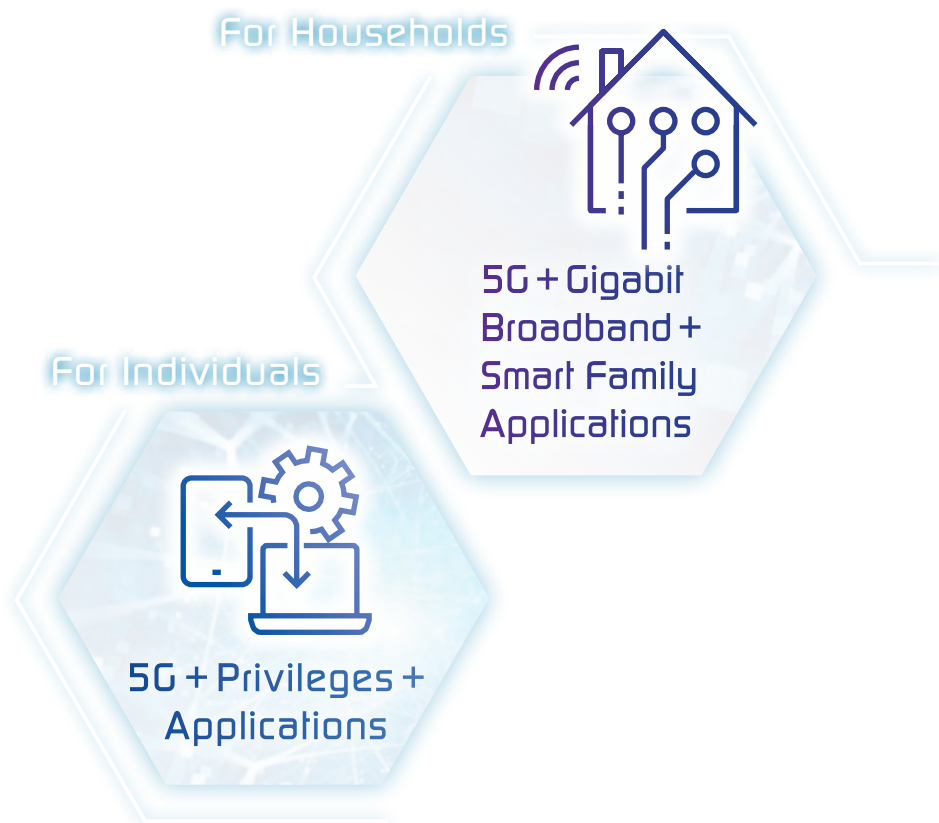 For Households
5G + Gigabit
Broadband +
Smart Family
Applications
For Individuals
5G + Privileges +
Applications